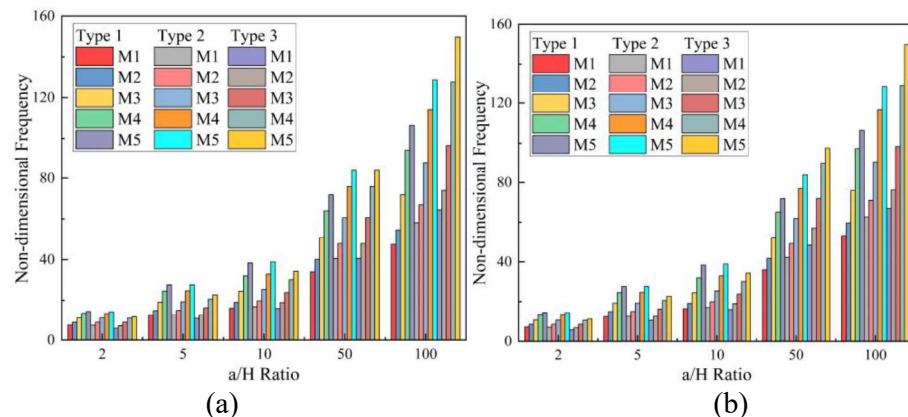 160
120
80
40
0
Non-dimensional Frequency
Type 1 Type 2 Type 3
M1 M1 M1
M2 M2 M2
M3 M3 M3
M4 M4 M4
M5 M5 M5
2 5 10 50 100
a/H Ratio
(a)
160
120
80
40
0
Non-dimensional Frequency
Type 1 Type 2 Type 3
M1 M1 M1
M2 M2 M2
M3 M3 M3
M4 M4 M4
M5 M5 M5
2 5 10 50 100
a/H Ratio
(b)